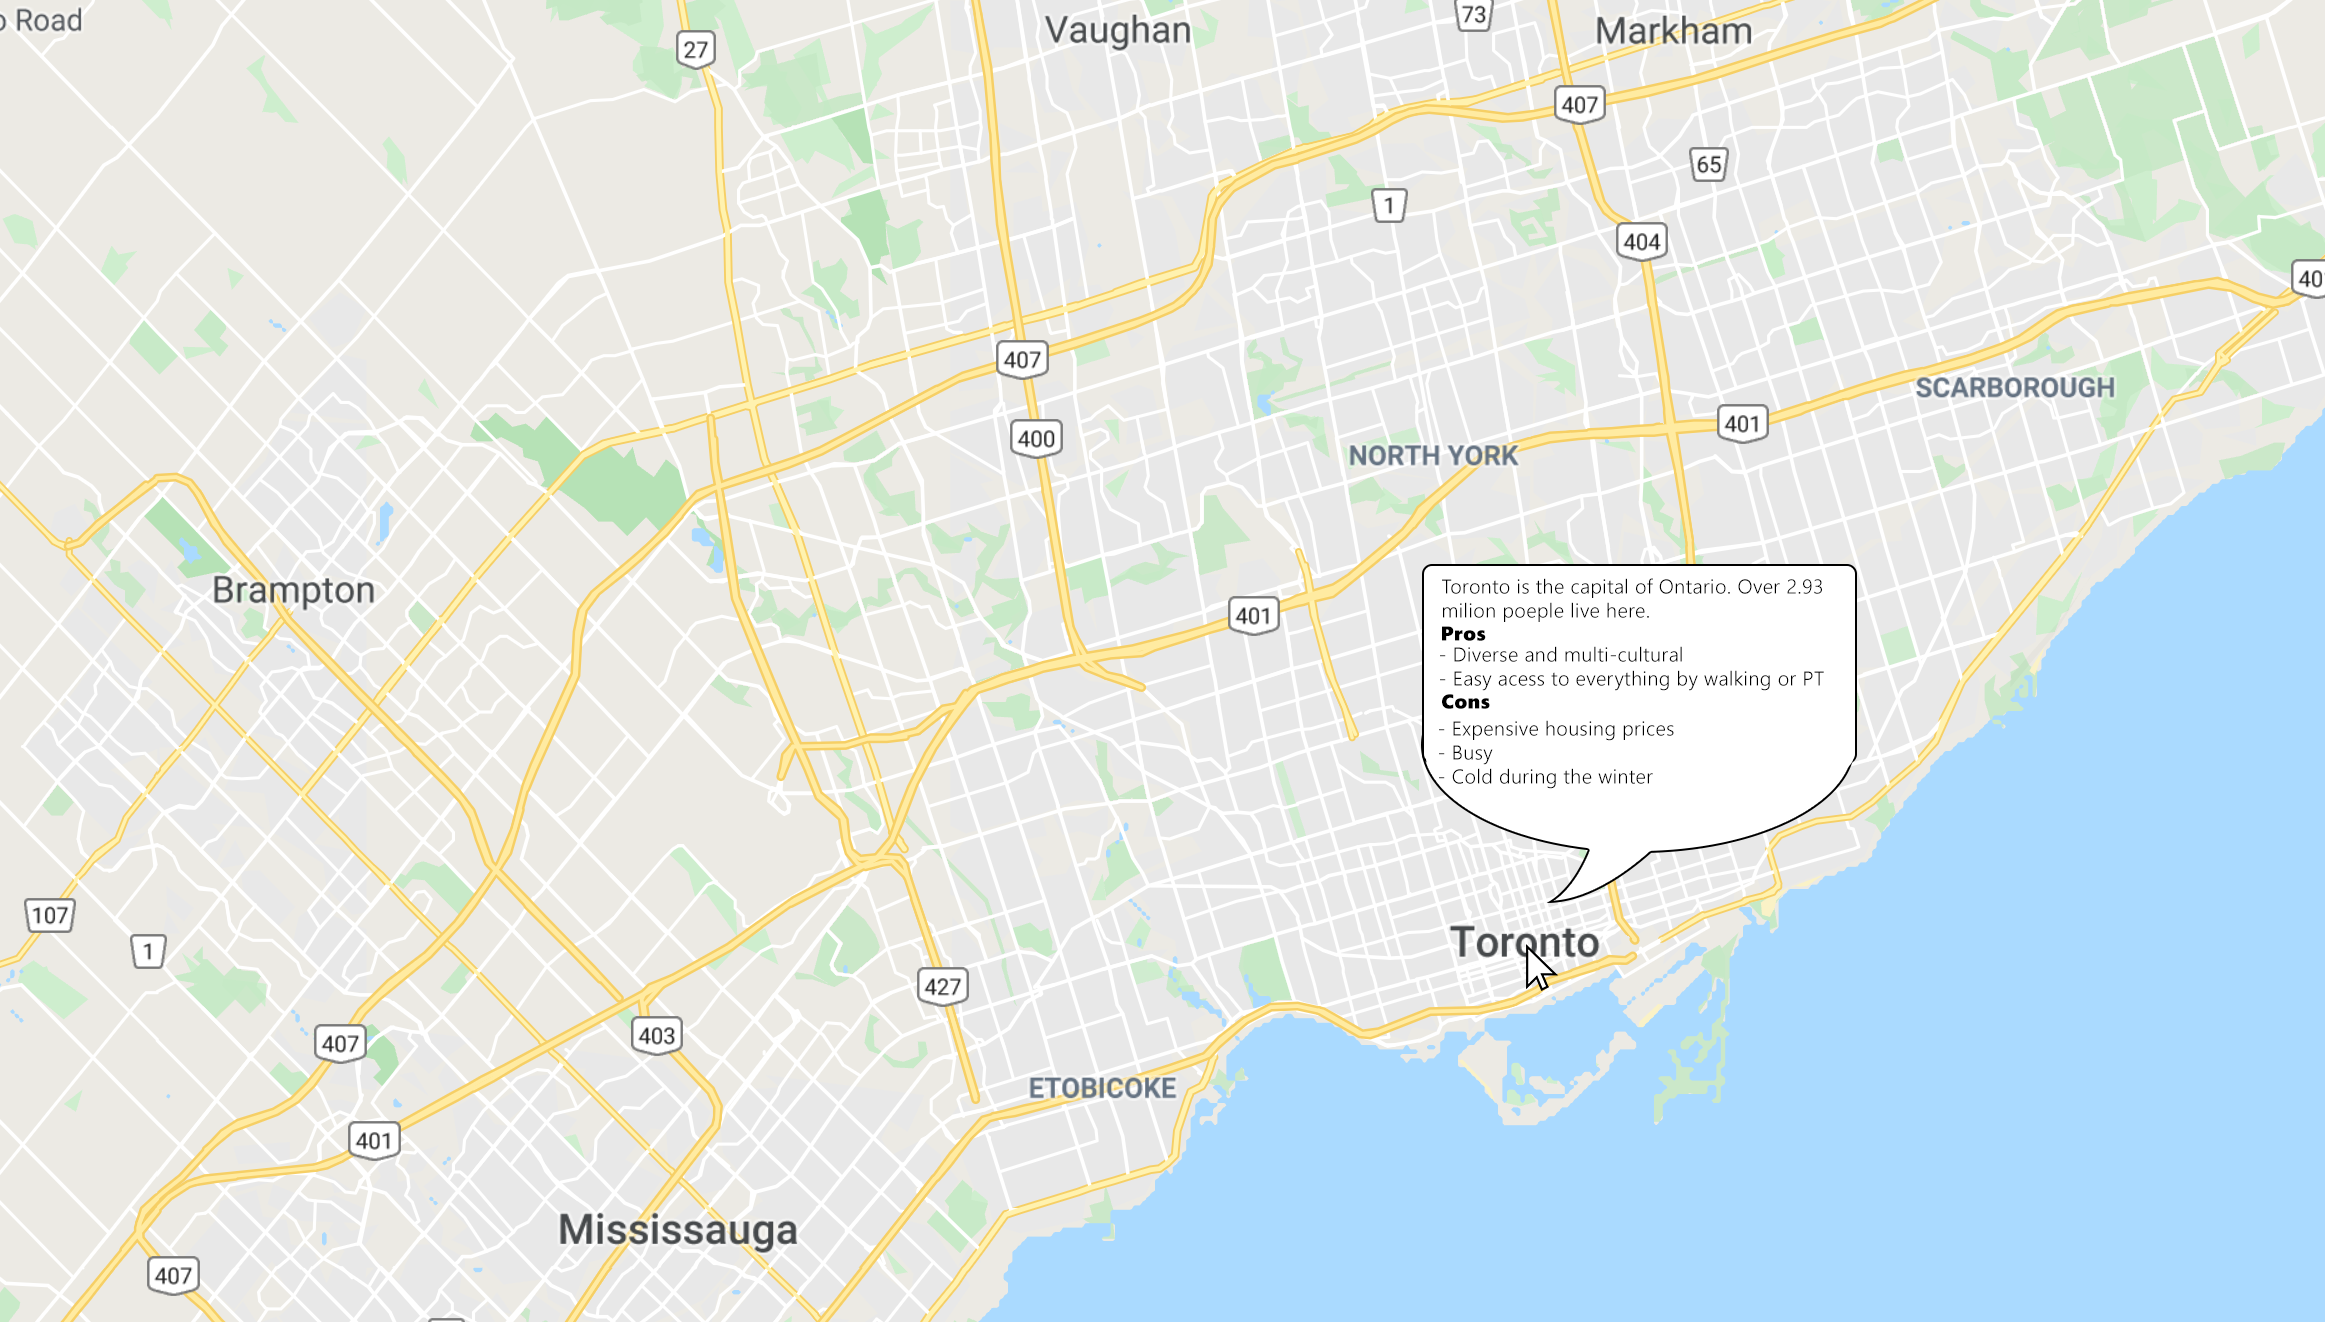 o Road
27
Vaughan
73
Markham
407
65
1
404
40
407
400
SCARBOROUGH
401
NORTH YORK
Brampton
401
Toronto is the capital of Ontario. Over 2.93
milion poeple live here.
Pros
- Diverse and multi-cultural
- Easy acess to everything by walking or PT
Cons
- Expensive housing prices
- Busy
- Cold during the winter
107
1
Toronto
427
407
403
ETOBICOKE
401
Mississauga
407